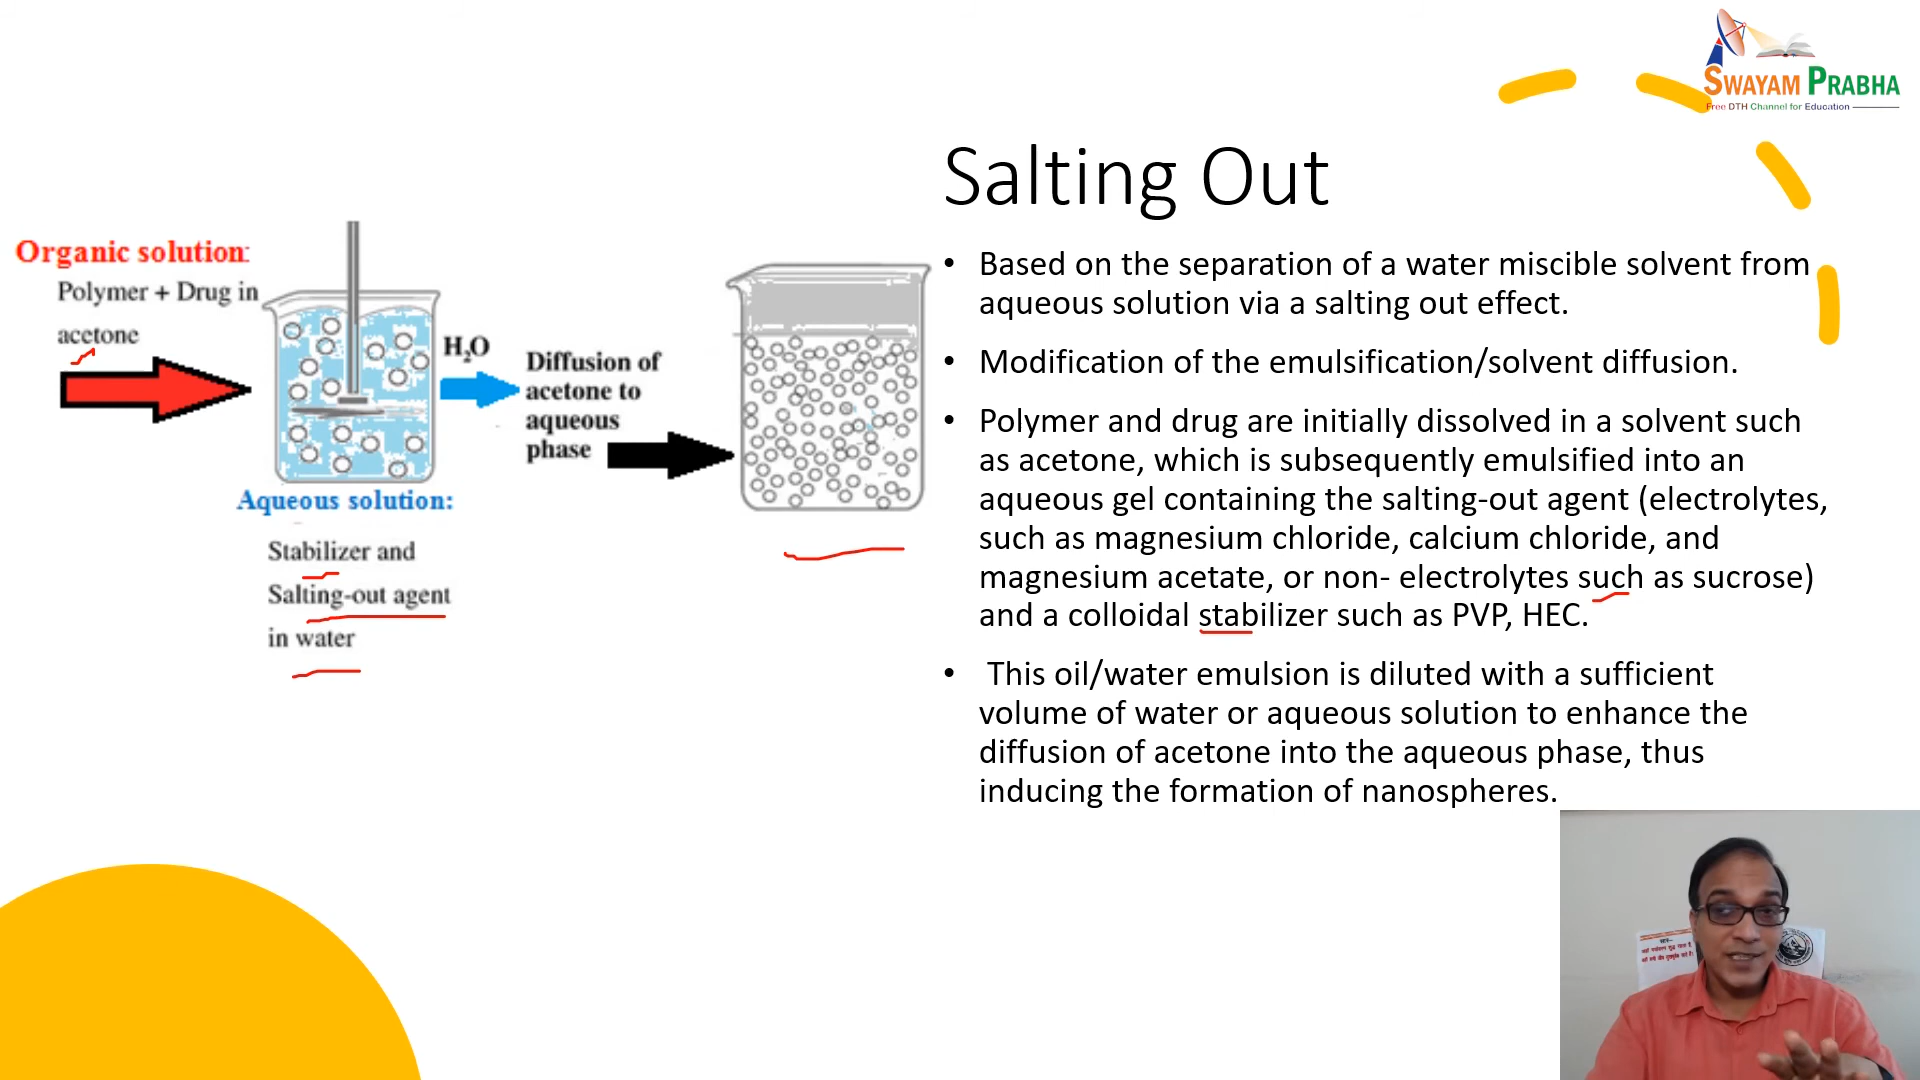 SWAYAM PRABHA
Free DTH Channel for Education
Salting Out
Organic solution:
Polymer + Drug in
acetone
H₂O
Diffusion of
acetone to
aqueous
phase
Aqueous solution:
Stabilizer and
Salting-out agent
in water
• Based on the separation of a water miscible solvent from
aqueous solution via a salting out effect.
• Modification of the emulsification/solvent diffusion.
• Polymer and drug are initially dissolved in a solvent such
as acetone, which is subsequently emulsified into an
aqueous gel containing the salting-out agent (electrolytes,
such as magnesium chloride, calcium chloride, and
magnesium acetate, or non- electrolytes such as sucrose)
and a colloidal stabilizer such as PVP, HEC.
• This oil/water emulsion is diluted with a sufficient
volume of water or aqueous solution to enhance the
diffusion of acetone into the aqueous phase, thus
inducing the formation of nanospheres.